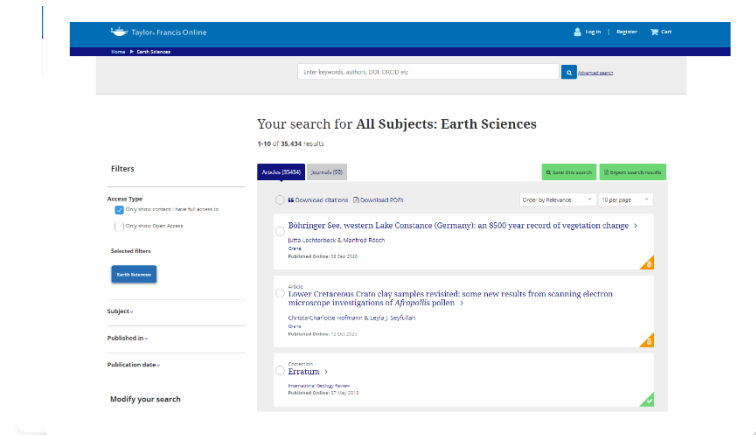 Taylor & Francis Online
Log in | Register Cart
Home Earth Sciences
Enter keywords, authors, DOI, ORCID etc
Advanced search
Your search for All Subjects: Earth Sciences
1-10 of 35,434 results
Filters
Articles (35434) Journals (93)
Save this search Export search results
Access Type
Only show content I have full access to
Only show Open Access
Selected filters
Earth Sciences
Subject
Published in
Publication date
Modify your search
Download citations Download PDFs
Order by Relevance 10 per page
Böhringer See, western Lake Constance (Germany): an 8500 year record of vegetation change >
Jutta Lechterbeck & Manfred Rösch
Grana
Published Online: 08 Sep 2020
Article
Lower Cretaceous Crato clay samples revisited: some new results from scanning electron
microscope investigations of Afropollis pollen >
Christa-Charlotte Hofmann & Leyla J. Seyfullah
Grana
Published Online: 12 Oct 2020
Correction
Erratum >
International Geology Review
Published Online: 07 May 2018